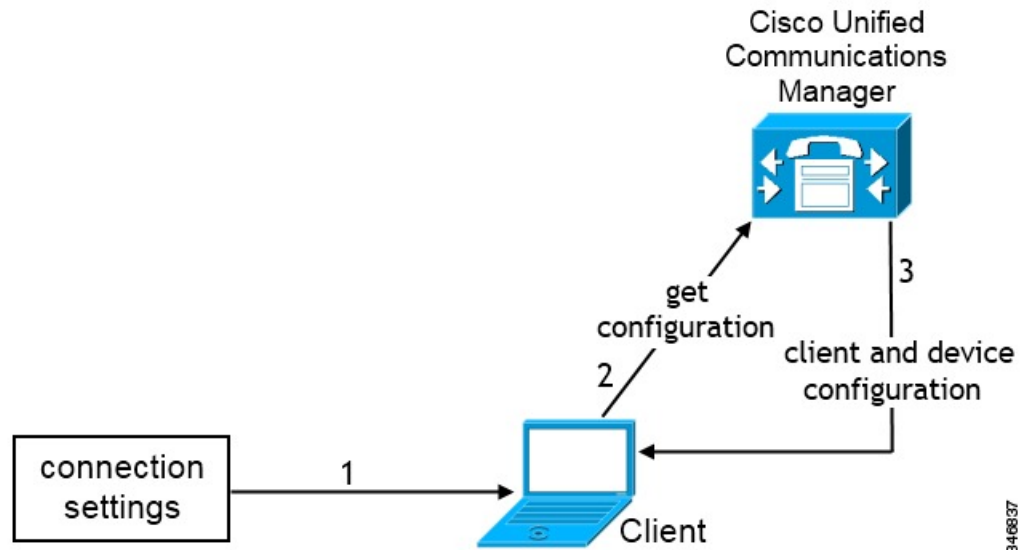 Cisco Unified
Communications
Manager
3
get
configuration
2
client and device
configuration
connection
settings
1
Client
346837